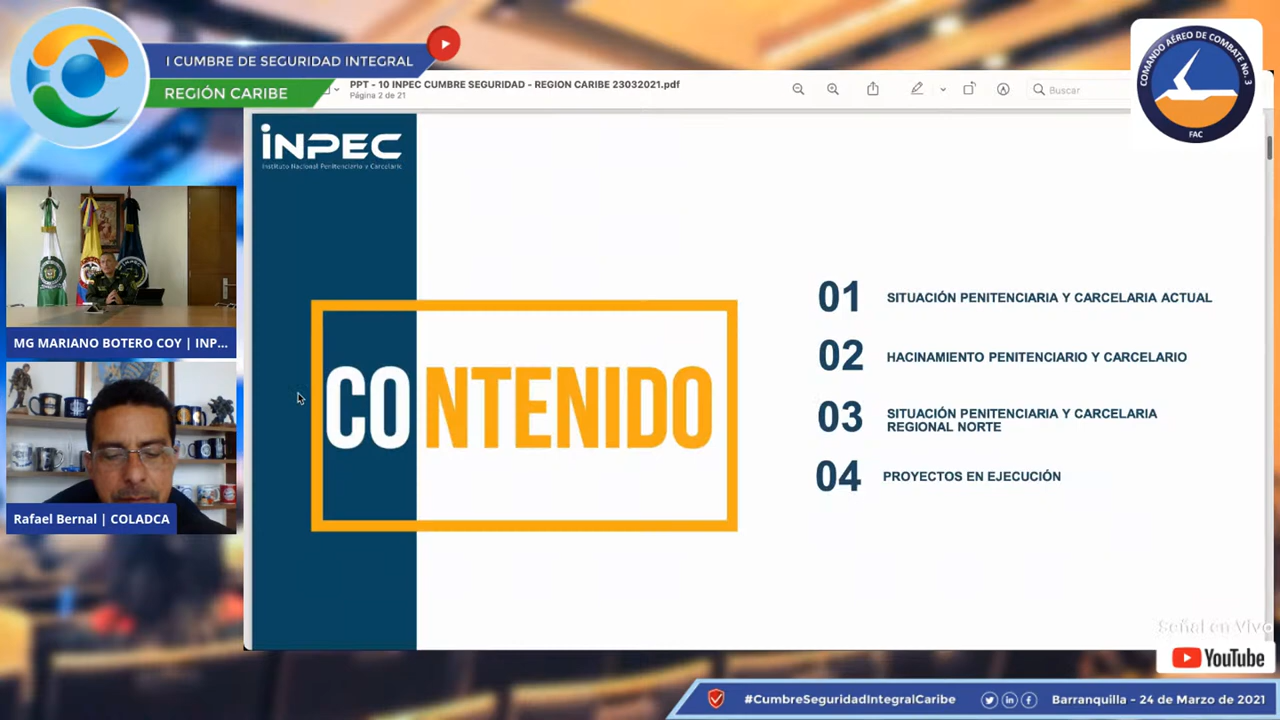 I CUMBRE DE SEGURIDAD INTEGRAL
REGIÓN CARIBE
PPT - 10 INPEC CUMBRE SEGURIDAD - REGION CARIBE 23032021.pdf
Página 2 de 21
Buscar
COMANDO AÉREO DE COMBATE No. 3
FAC
INPEC
Instituto Nacional Penitenciario y Carcelario
MG MARIANO BOTERO COY | INP...
Rafael Bernal | COLADCA
CONTENIDO
01 SITUACIÓN PENITENCIARIA Y CARCELARIA ACTUAL
02 HACINAMIENTO PENITENCIARIO Y CARCELARIO
03 SITUACIÓN PENITENCIARIA Y CARCELARIA
REGIONAL NORTE
04 PROYECTOS EN EJECUCIÓN
Señal en Vivo
YouTube
#CumbreSeguridadIntegralCaribe
Barranquilla - 24 de Marzo de 2021